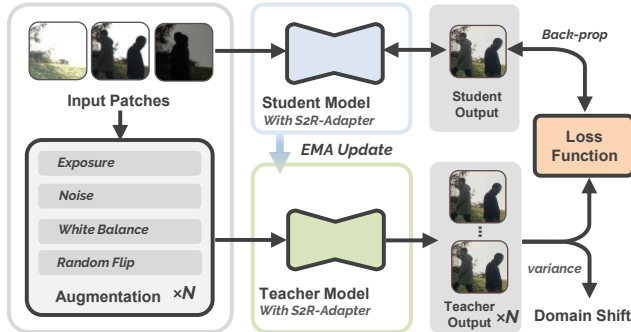 Input Patches
Exposure
Noise
White Balance
Random Flip
Augmentation ×N
Student Model
With S2R-Adapter
EMA Update
Teacher Model
With S2R-Adapter
Student
Output
Teacher
Output ×N
Back-prop
Loss
Function
variance
Domain Shift